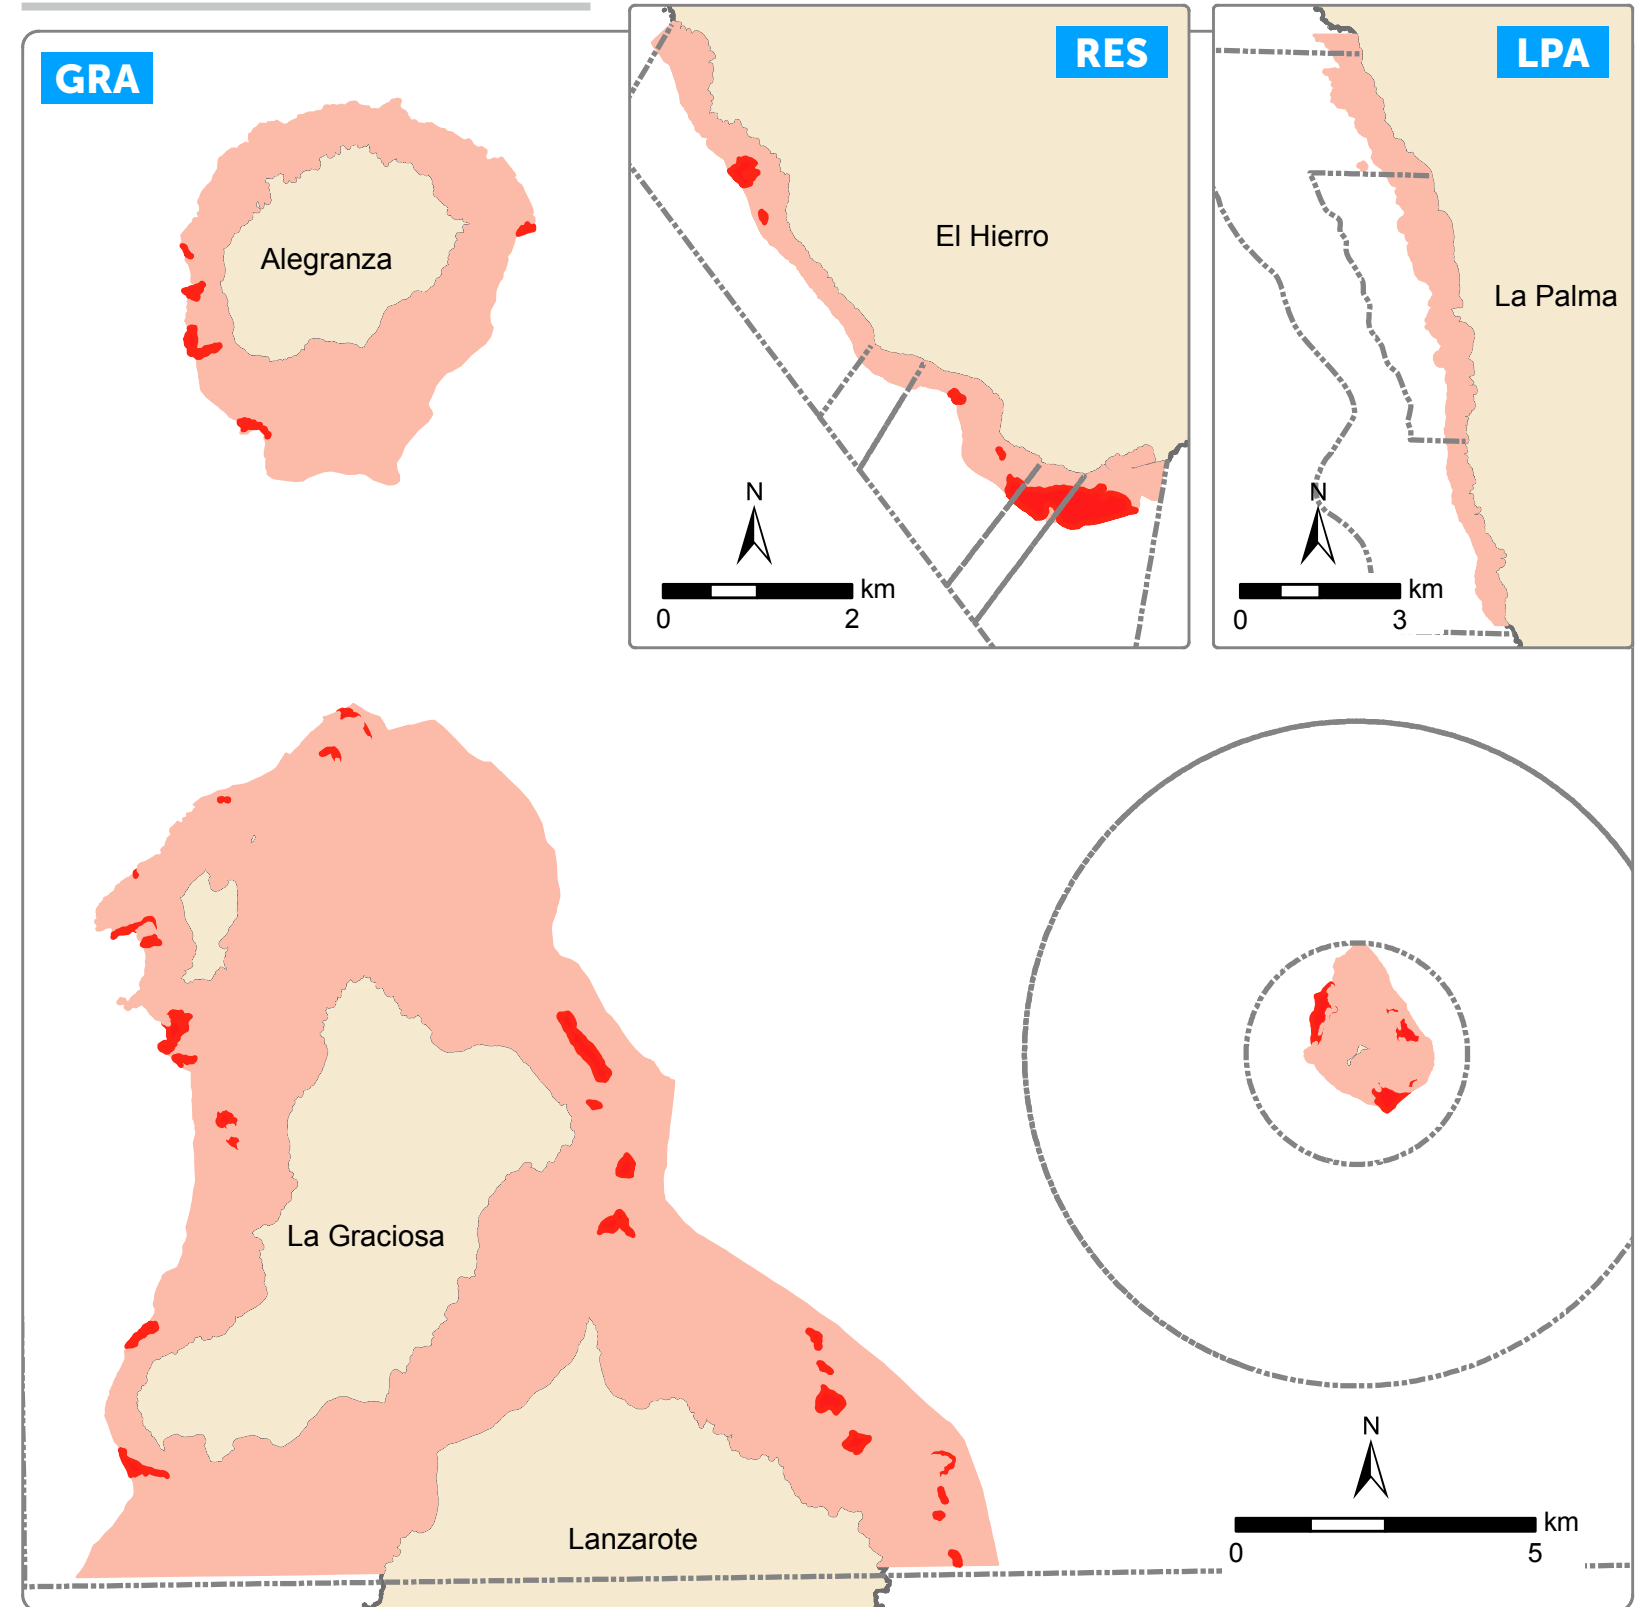 GRA
RES
LPA
Alegranza
El Hierro
La Palma
N
km
0 2
N
km
0 3
La Graciosa
Lanzarote
N
km
0 5